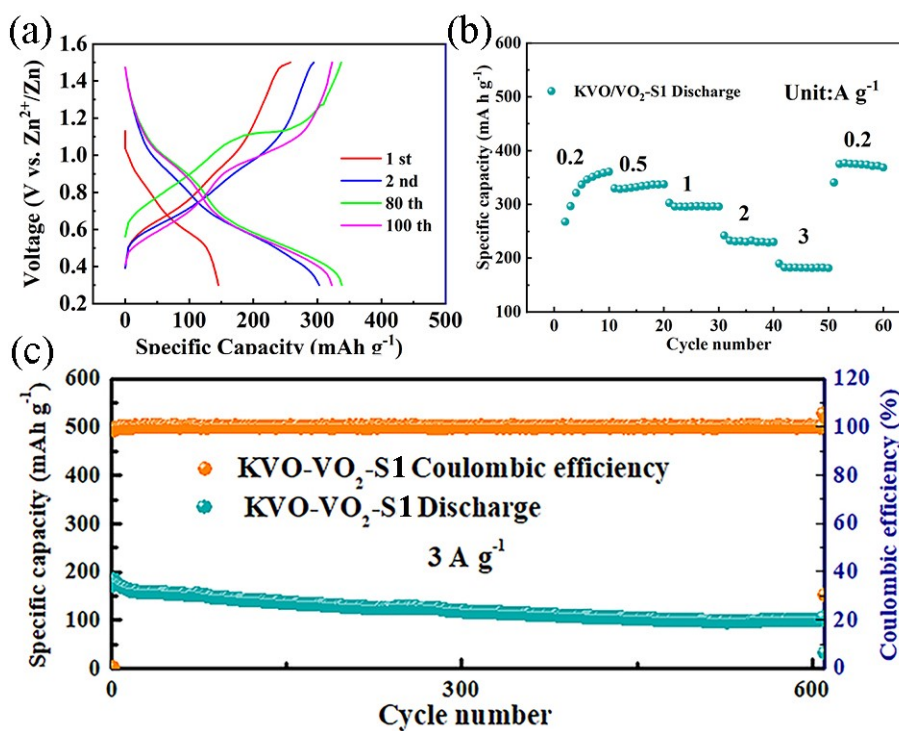 (a)
Voltage (V vs. Zn²⁺/Zn)
1.6
1.4
1.2
1.0
0.8
0.6
0.4
0.2
1 st
2 nd
80 th
100 th
0 100 200 300 400 500
Specific Capacity (mAh g⁻¹)
(b)
Specific capacity (mA h g⁻¹)
600
500
400
300
200
100
KVO/VO₂-S1 Discharge
Unit:A g⁻¹
0.2
0.5
1
2
3
0.2
0 10 20 30 40 50 60
Cycle number
(c)
Specific capacity (mAh g⁻¹)
600
500
400
300
200
100
0
KVO-VO₂-S1 Coulombic efficiency
KVO-VO₂-S1 Discharge
3 A g⁻¹
120
100
80
60
40
20
0
Coulombic efficiency (%)
0 300 600
Cycle number